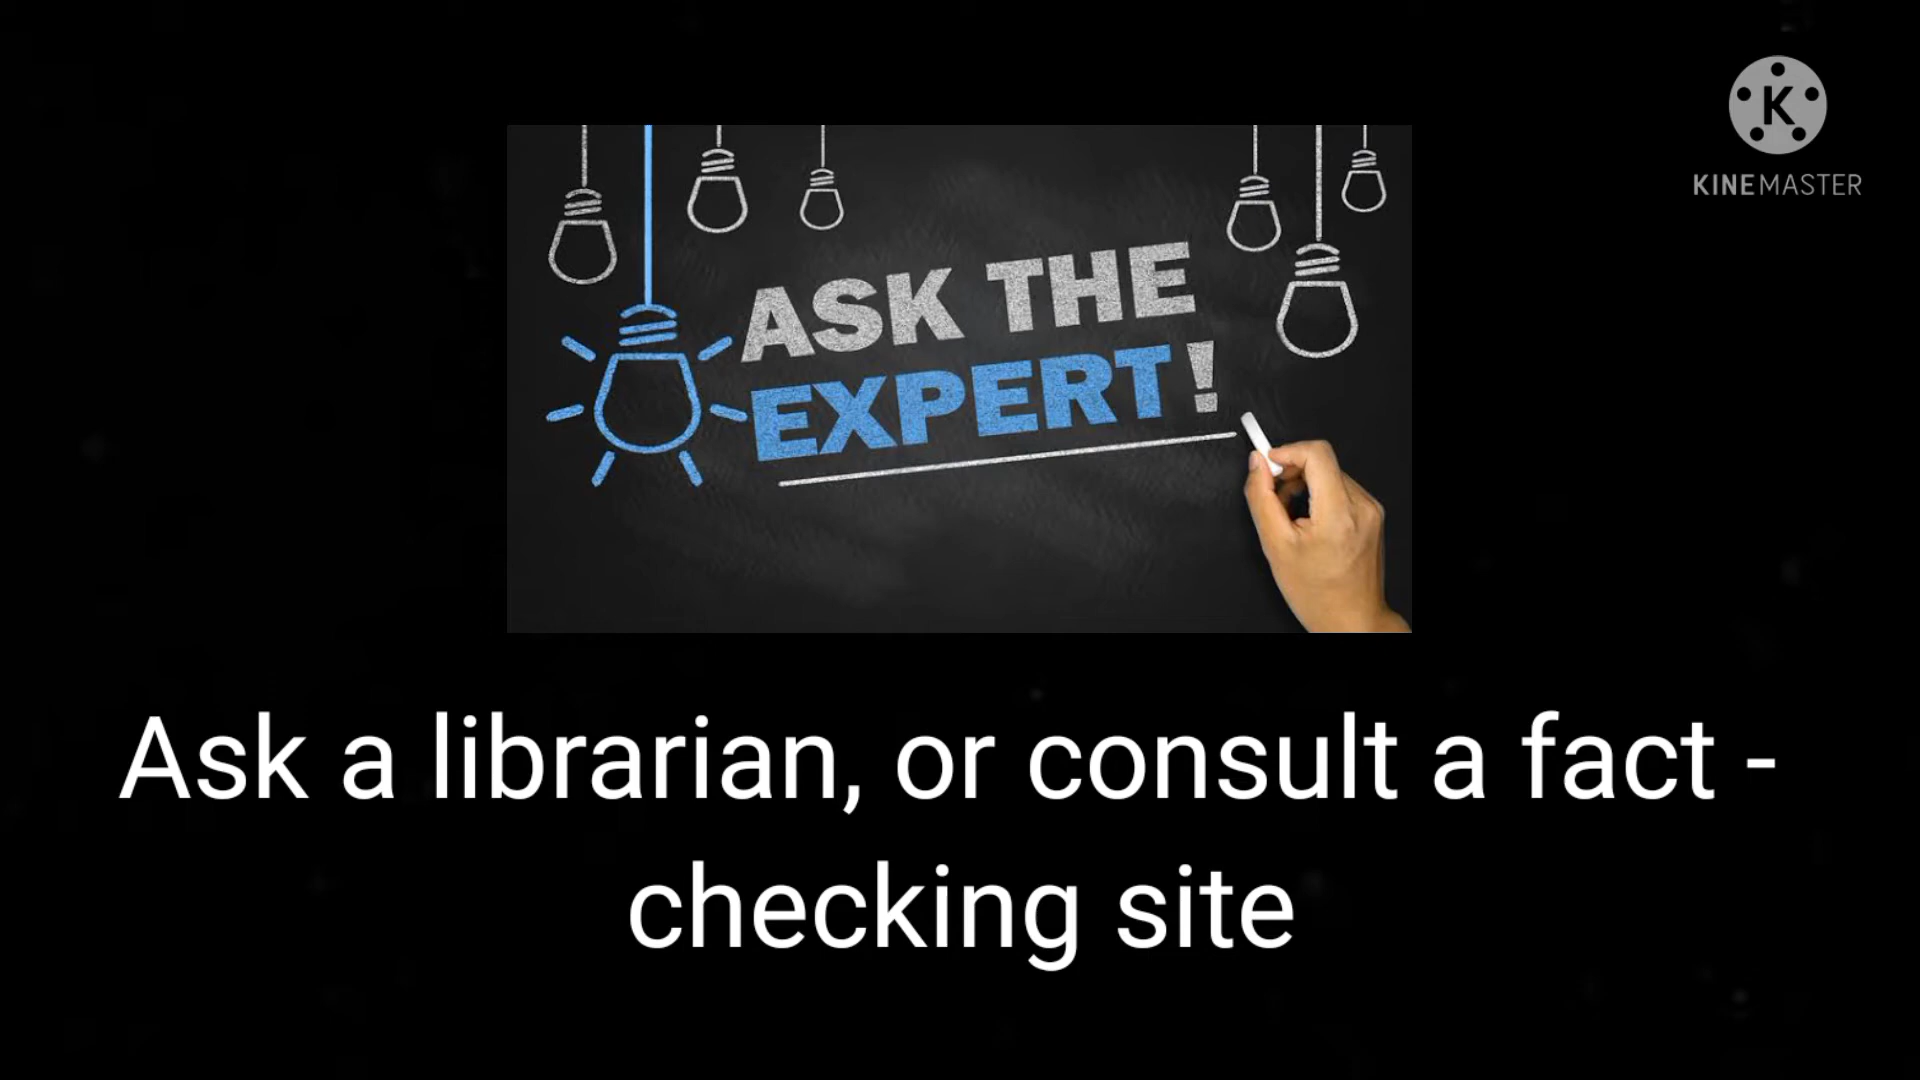 K
KINEMASTER
ASK THE
EXPERT!
Ask a librarian, or consult a fact -
checking site